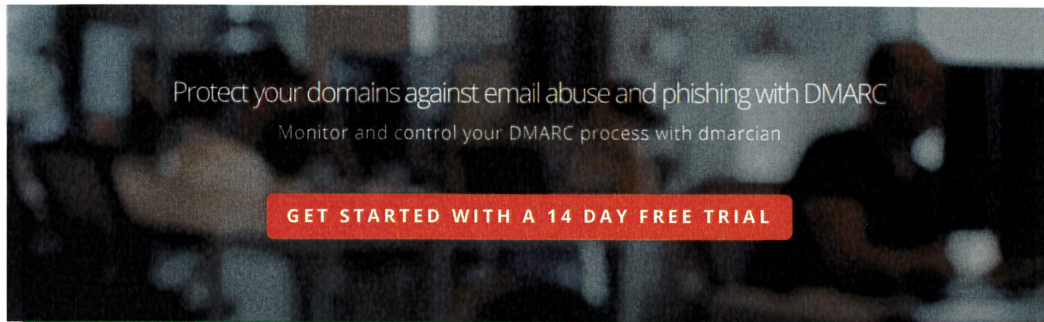 Protect your domains against email abuse and phishing with DMARC
Monitor and control your DMARC process with dmarcian
GET STARTED WITH A 14 DAY FREE TRIAL